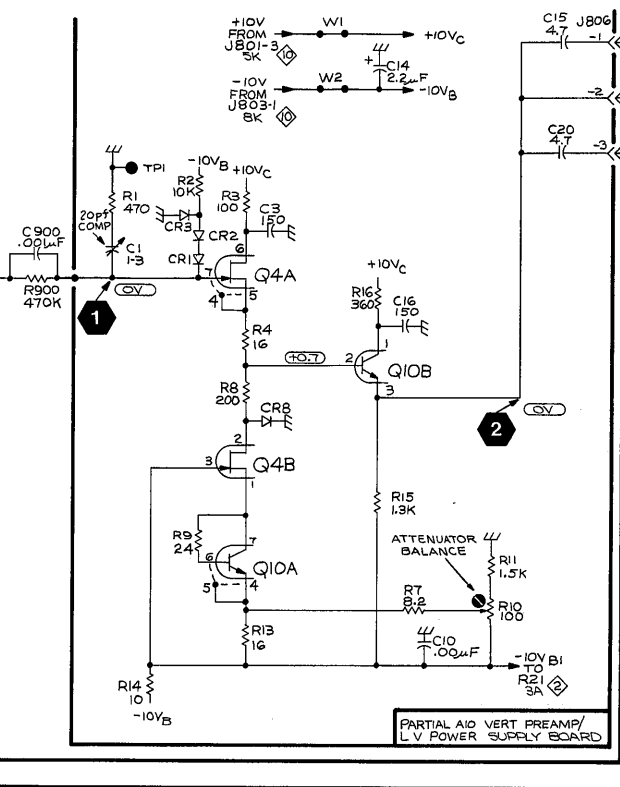 +10V
FROM
J801-3
5K
10
W1
+10VC
-10V
FROM
J803-1
8K
10
W2
+
C14
2.2µF
-10VB
C15
4.7
J806
-1
-2
-3
C20
4.7
TP1
R1
470
20pf
COMP
C1
1-3
C900
.001µF
R900
470K
1
0V
-10VB
R2
10K
CR3
CR2
CR1
+10VC
R3
100
C3
150
6
7
5
4
Q4A
R4
16
+0.7
R8
200
CR8
2
3
1
Q4B
R9
24
7
6
5
4
Q10A
R13
16
R14
10
-10VB
+10VC
R16
360
C16
150
1
2
3
Q10B
2
0V
R15
1.3K
ATTENUATOR
BALANCE
R11
1.5K
R7
8.2
R10
100
C10
.00µF
-10V B1
TO
R21
3A
2
PARTIAL A10 VERT PREAMP/
L V POWER SUPPLY BOARD